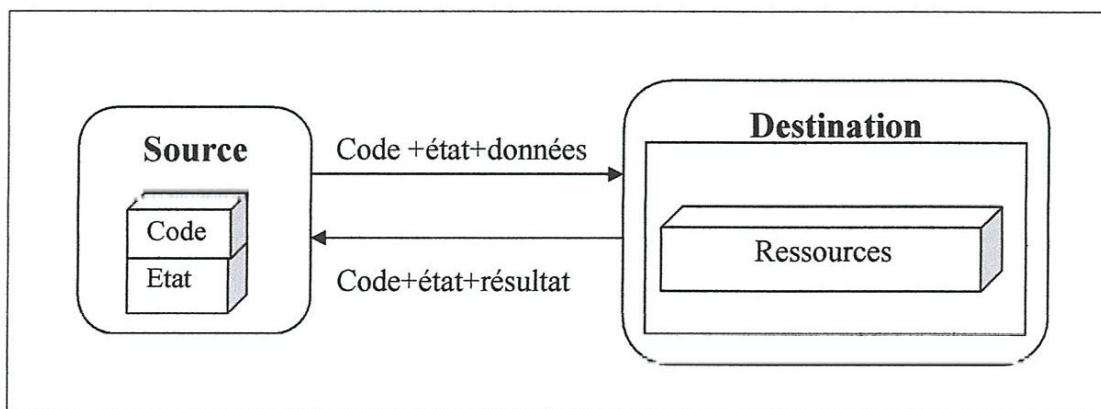 Source
Code
Etat
Code +état+données
Code+état+résultat
Destination
Ressources